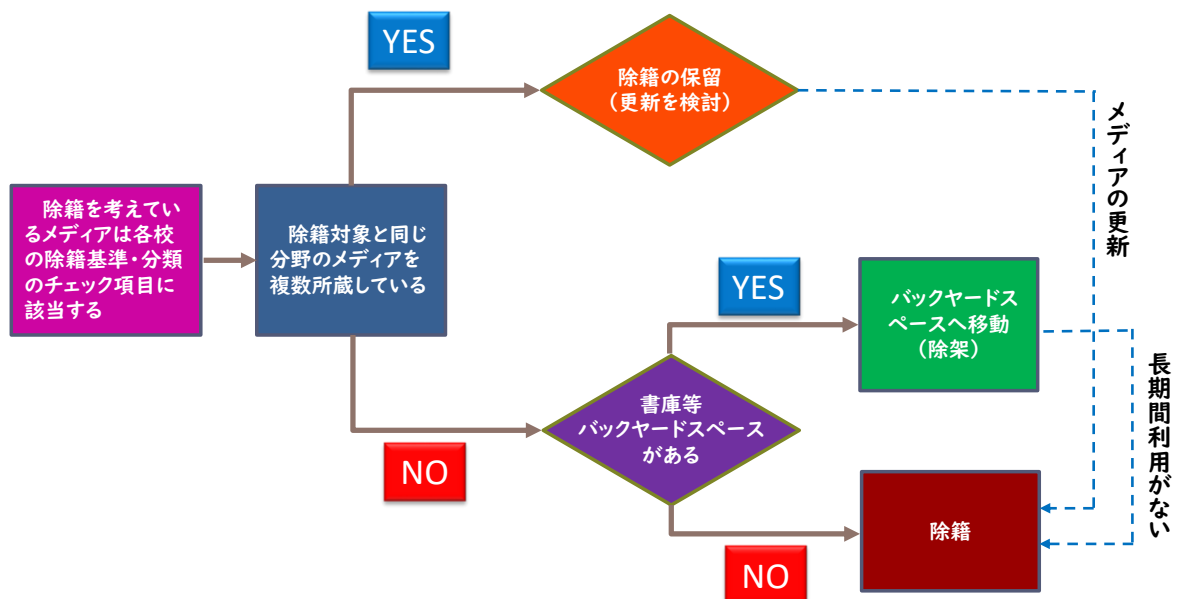 YES
除籍の保留
(更新を検討)
メディアの更新
除籍を考えてい
るメディアは各校
の除籍基準・分類
のチェック項目に
該当する
除籍対象と同じ
分野のメディアを
複数所蔵している
YES
バックヤードス
ペースへ移動
(除架)
長期間利用がない
NO
書庫等
バックヤードスペース
がある
NO
除籍